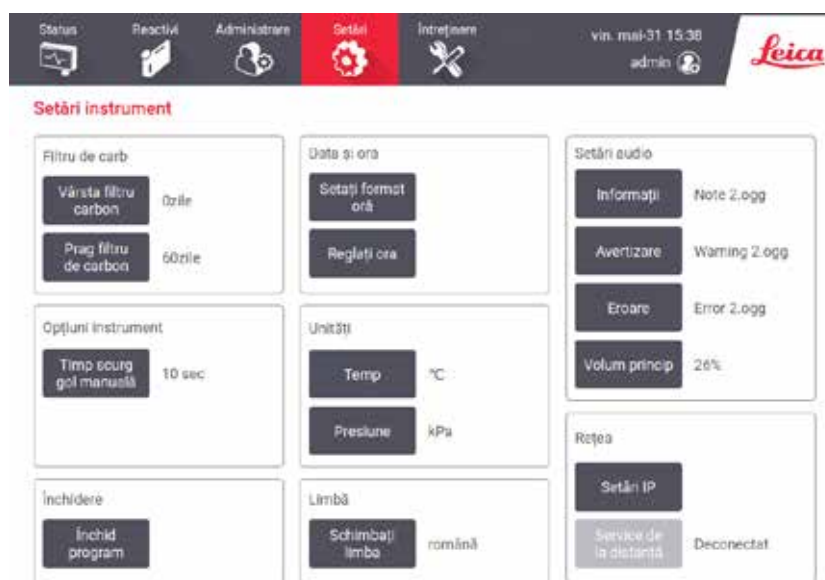 Status
Reactivi
Administrare
Setări
Întreținere
vin. mai-31 15:38
admin
Leica
Setări instrument
Filtru de carb
Vârsta filtru
carbon
0zile
Prag filtru
de carbon
60zile
Data și ora
Setați format
oră
Reglați ora
Setări audio
Informații
Note 2.ogg
Avertizare
Warning 2.ogg
Eroare
Error 2.ogg
Volum princip
26%
Opțiuni instrument
Timp scurg
gol manuală
10 sec
Unități
Temp
°C
Presiune
kPa
Rețea
Setări IP
Service de
la distanță
Deconectat
Închidere
Închid
program
Limbă
Schimbați
limba
română